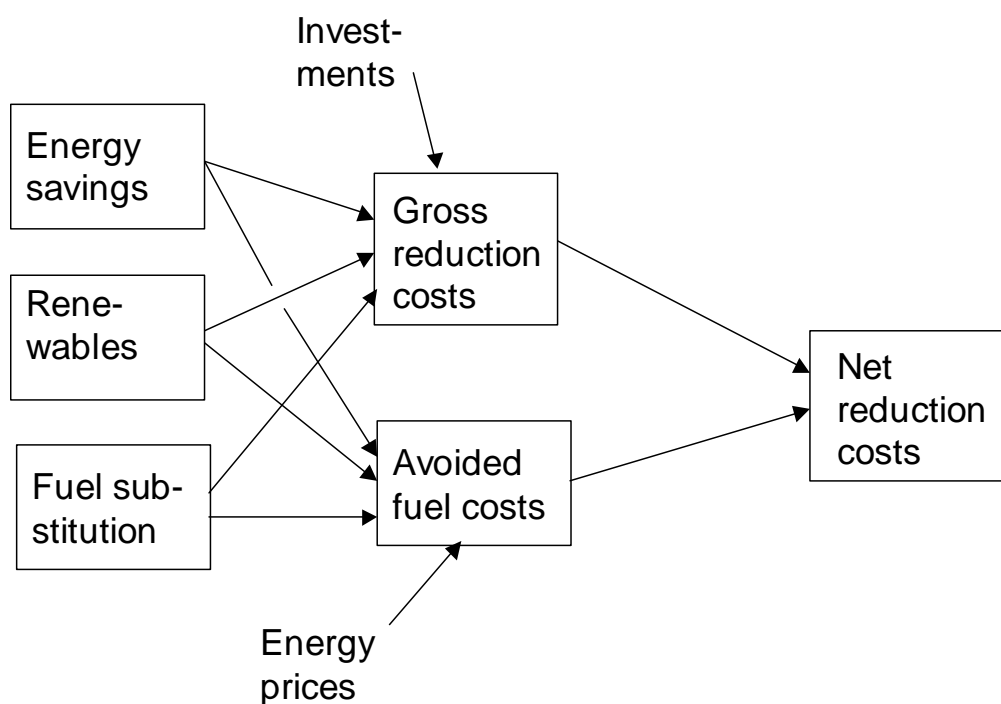 Invest-
ments
Energy
savings
Gross
reduction
costs
Rene-
wables
Net
reduction
costs
Fuel sub-
stitution
Avoided
fuel costs
Energy
prices